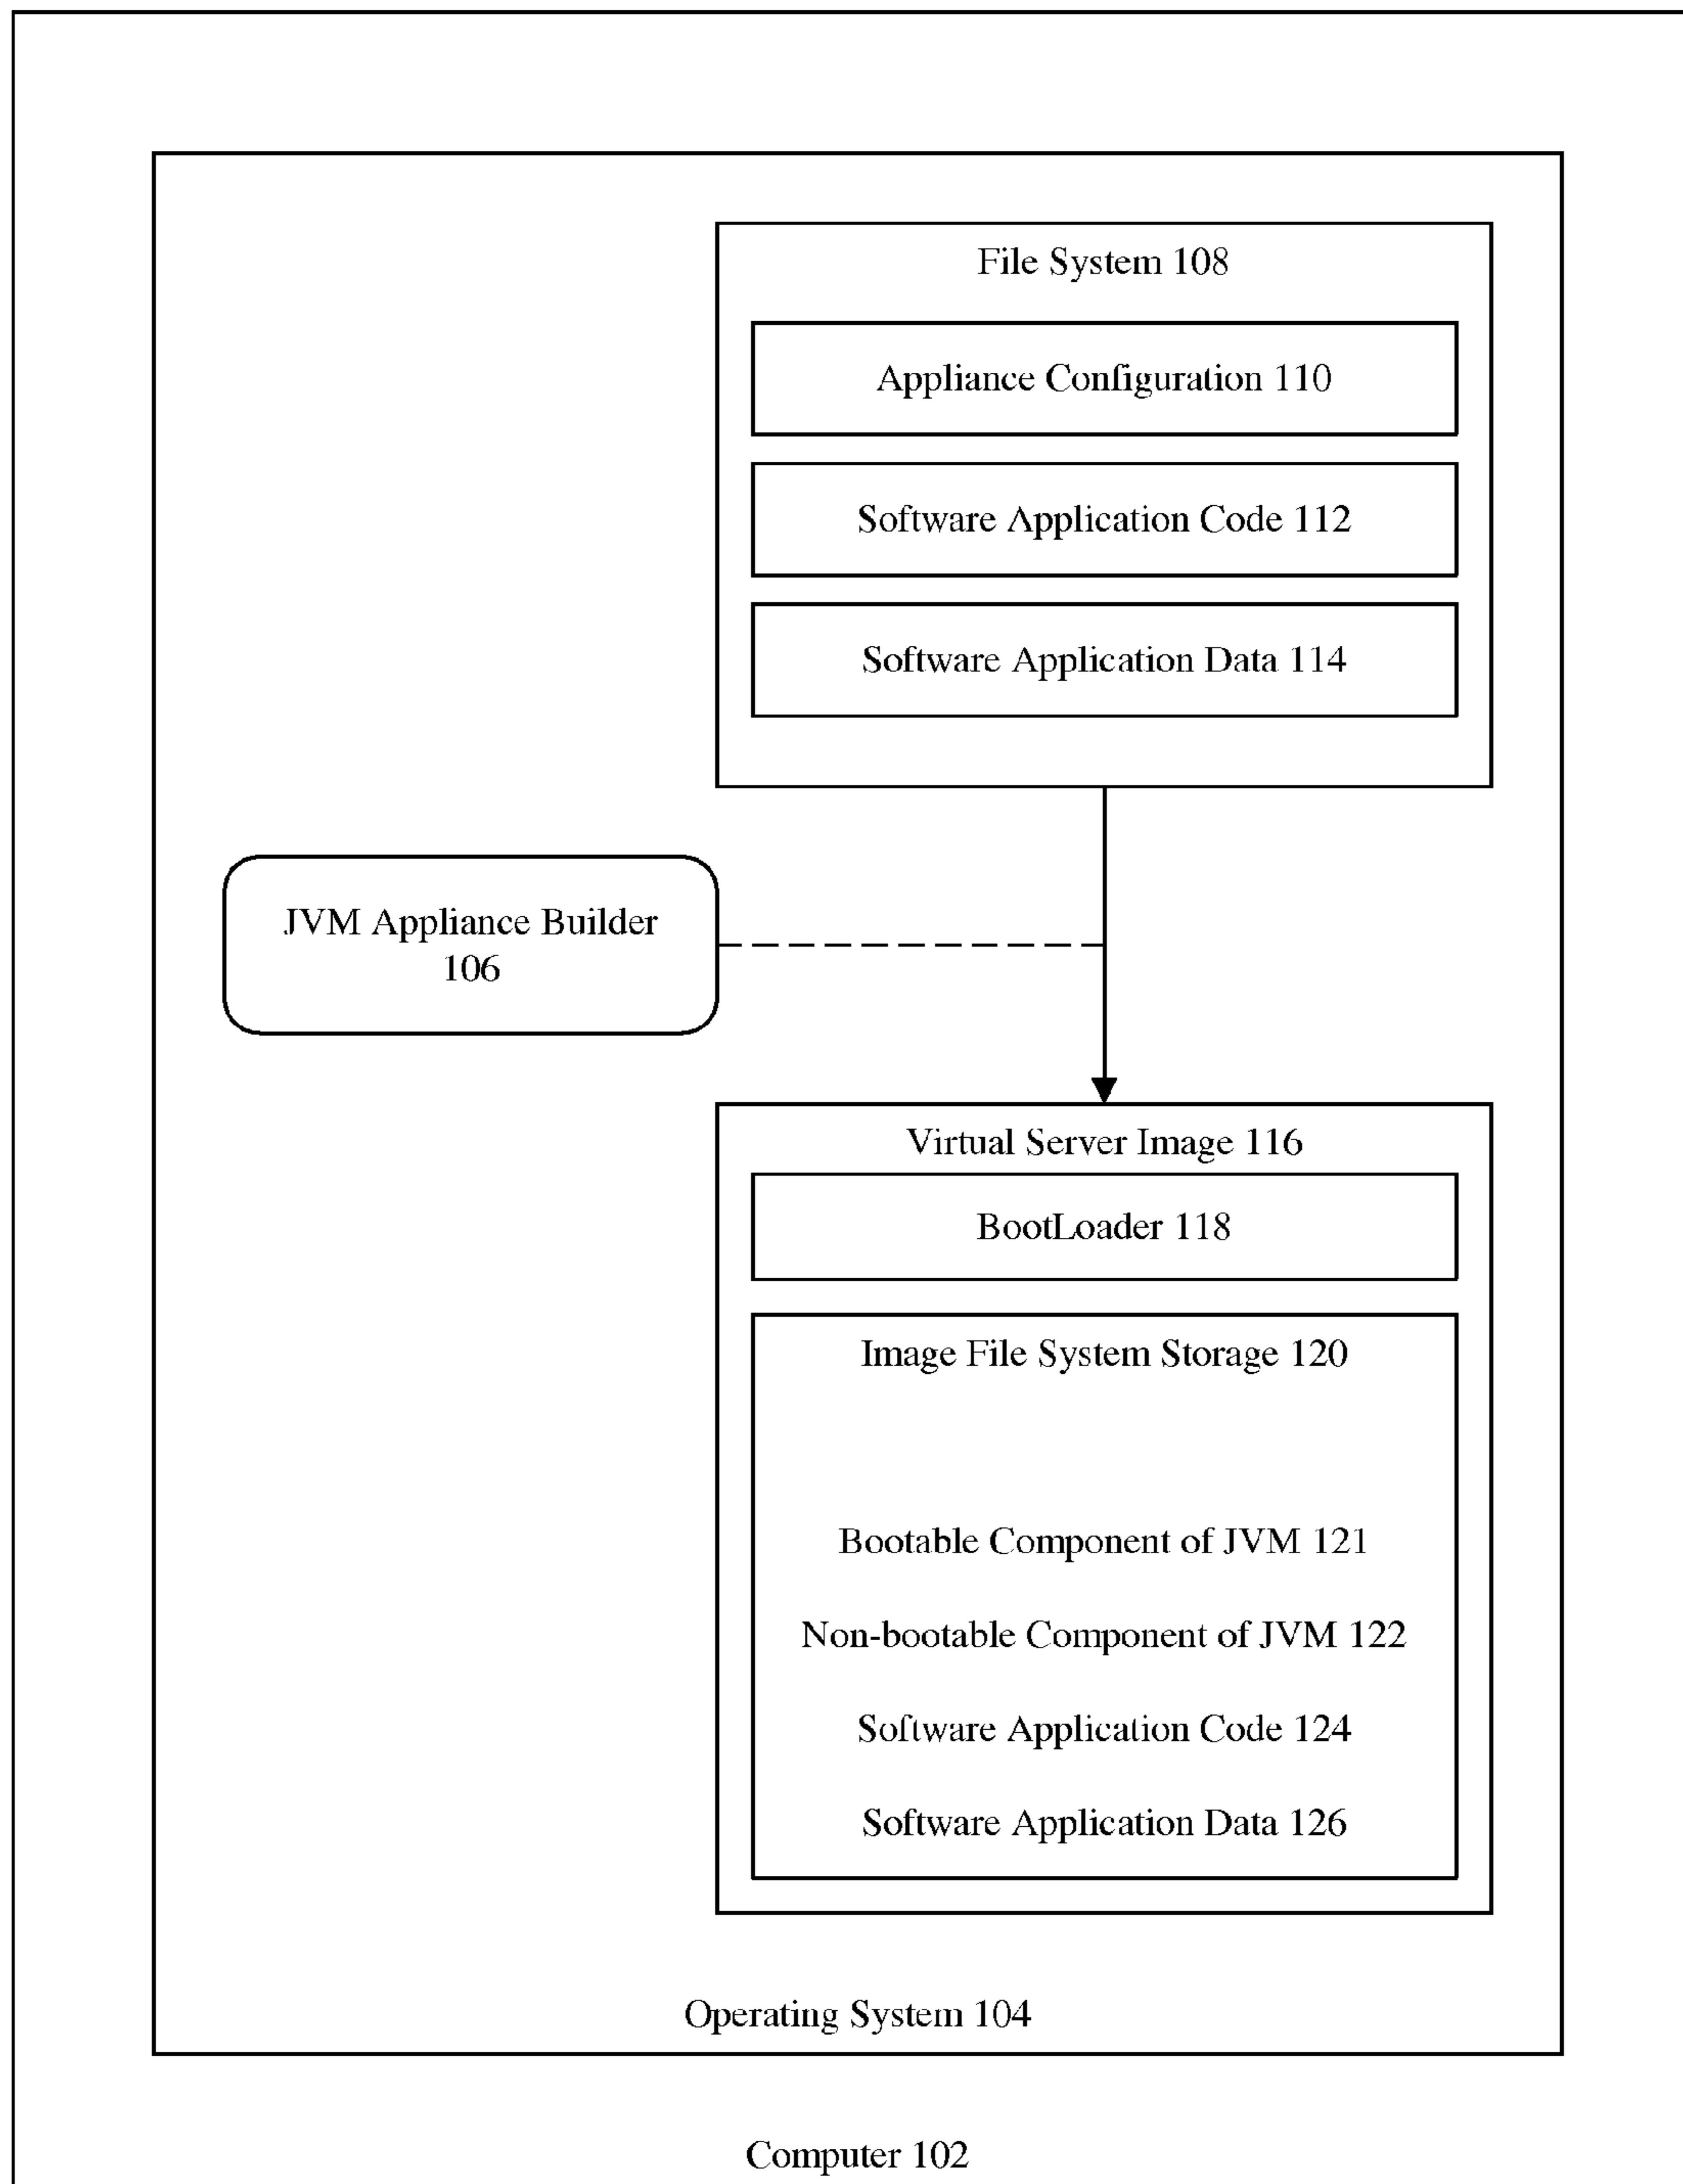 File System 108
Appliance Configuration 110
Software Application Code 112
Software Application Data 114
JVM Appliance Builder
106
Virtual Server Image 116
BootLoader 118
Image File System Storage 120
Bootable Component of JVM 121
Non-bootable Component of JVM 122
Software Application Code 124
Software Application Data 126
Operating System 104
Computer 102